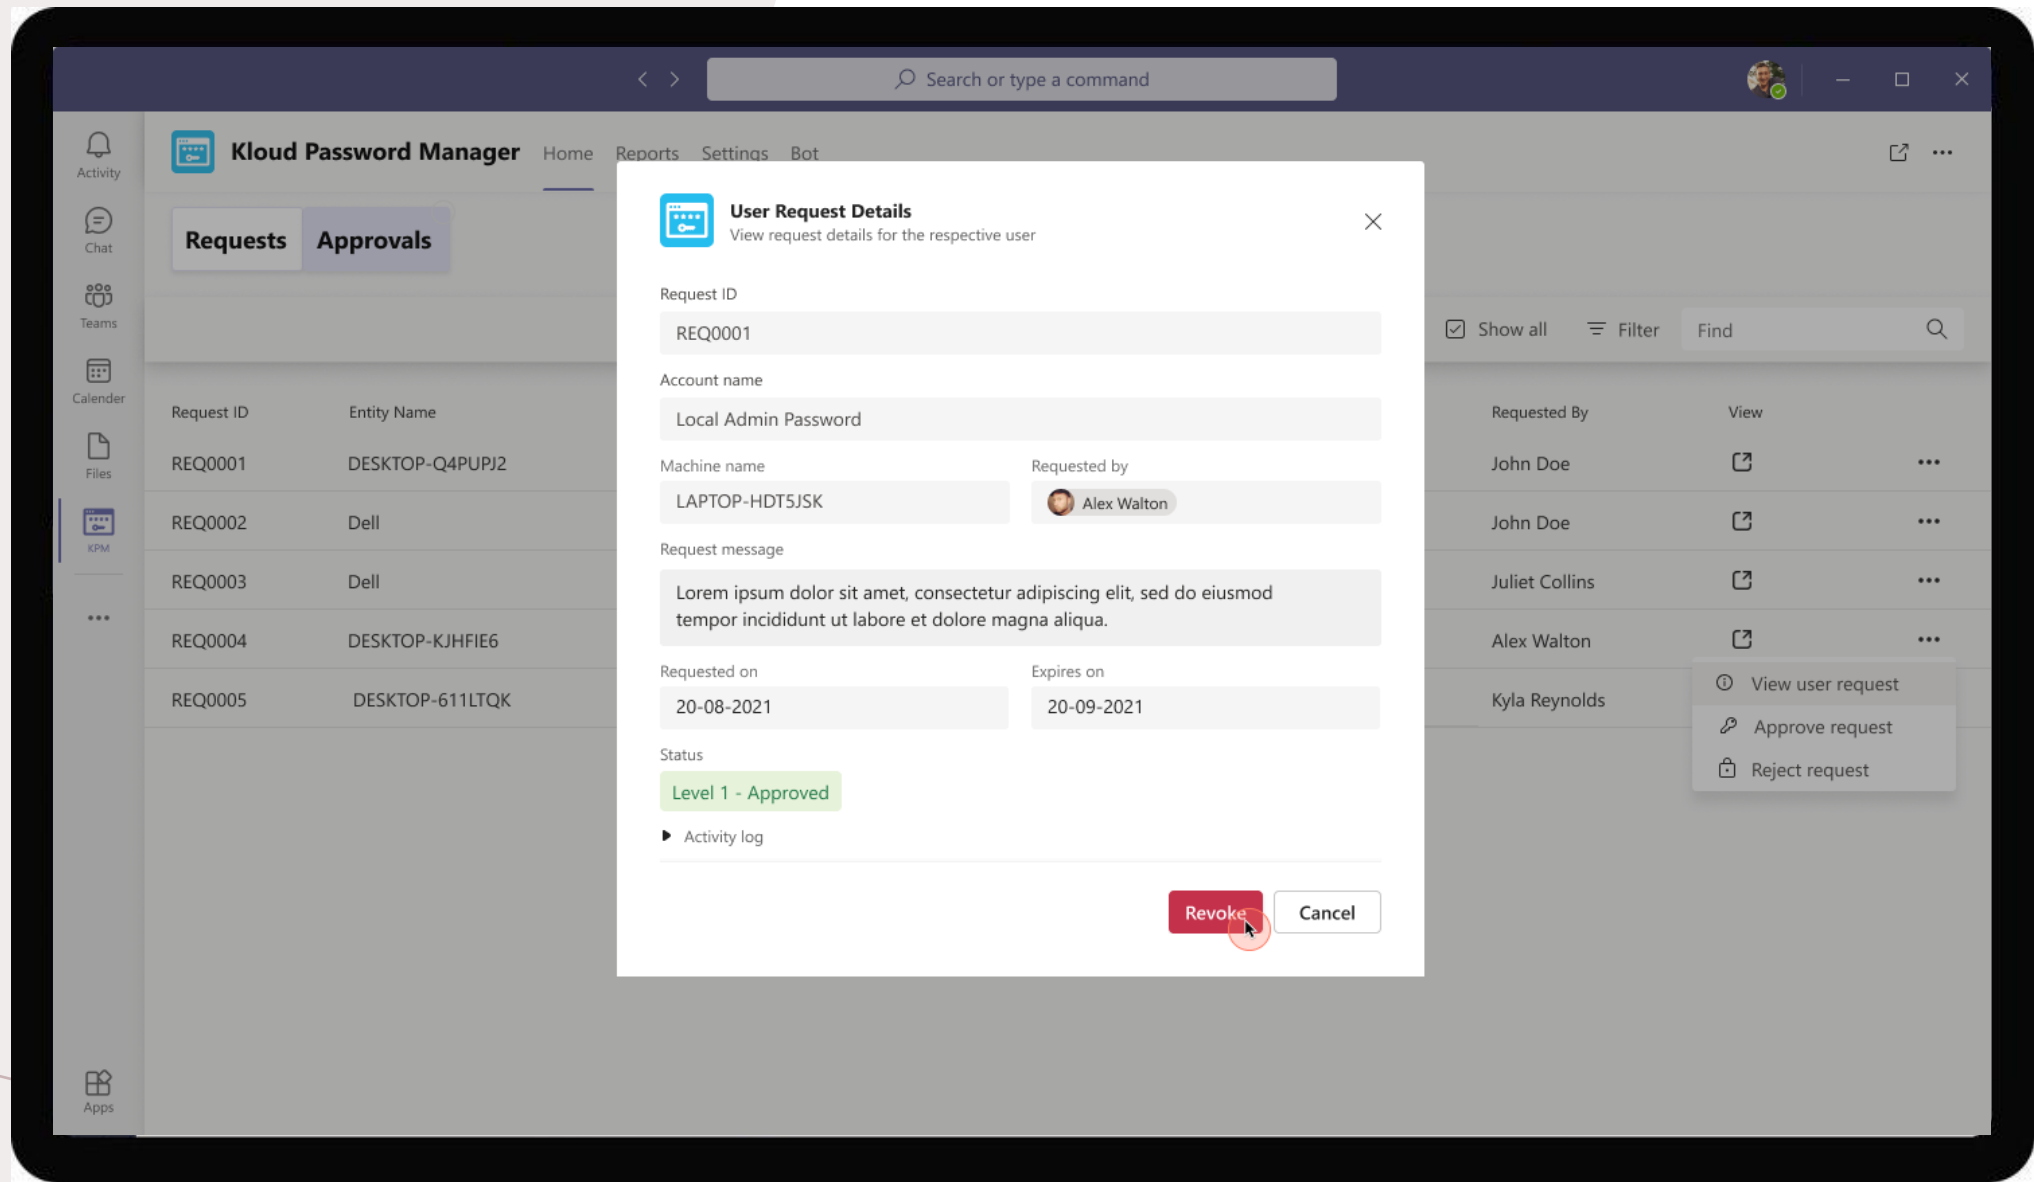 Search or type a command
Kloud Password Manager Home Reports Settings Bot
Activity
Chat
Teams
Calender
Files
KPM
Apps
Requests Approvals
Show all Filter Find
Request ID Entity Name Requested By View
REQ0001 DESKTOP-Q4PUPJ2 John Doe
REQ0002 Dell John Doe
REQ0003 Dell Juliet Collins
REQ0004 DESKTOP-KJHFIE6 Alex Walton
REQ0005 DESKTOP-611LTQK Kyla Reynolds
View user request
Approve request
Reject request
User Request Details
View request details for the respective user
Request ID
REQ0001
Account name
Local Admin Password
Machine name Requested by
LAPTOP-HDT5JSK Alex Walton
Request message
Lorem ipsum dolor sit amet, consectetur adipiscing elit, sed do eiusmod
tempor incididunt ut labore et dolore magna aliqua.
Requested on Expires on
20-08-2021 20-09-2021
Status
Level 1 - Approved
Activity log
Revoke Cancel